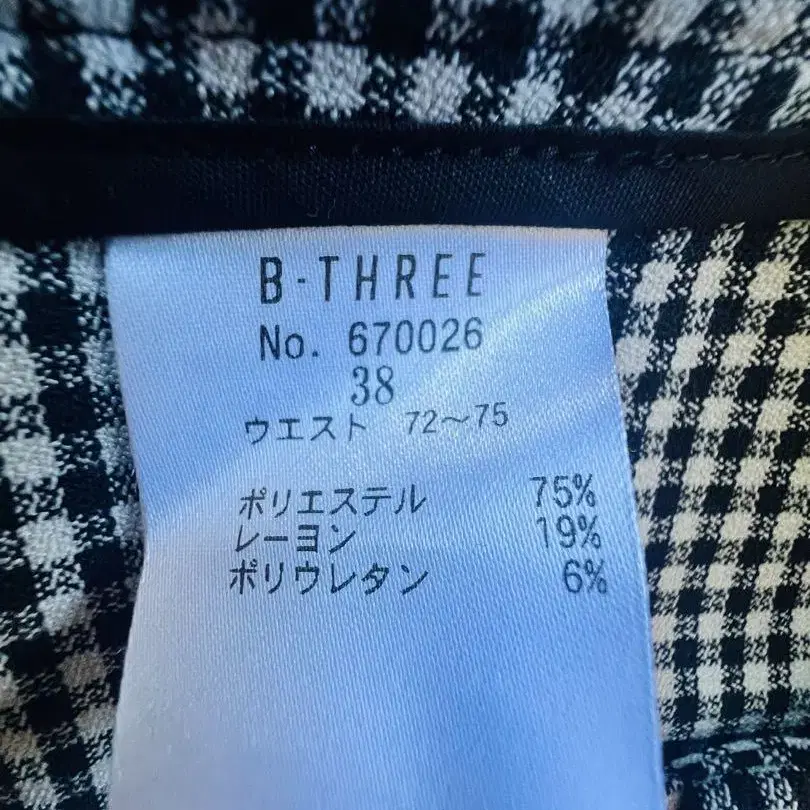 B-THREE
No. 670026
38
ウエスト 72～75
ポリエステル 75%
レーヨン 19%
ポリウレタン 6%